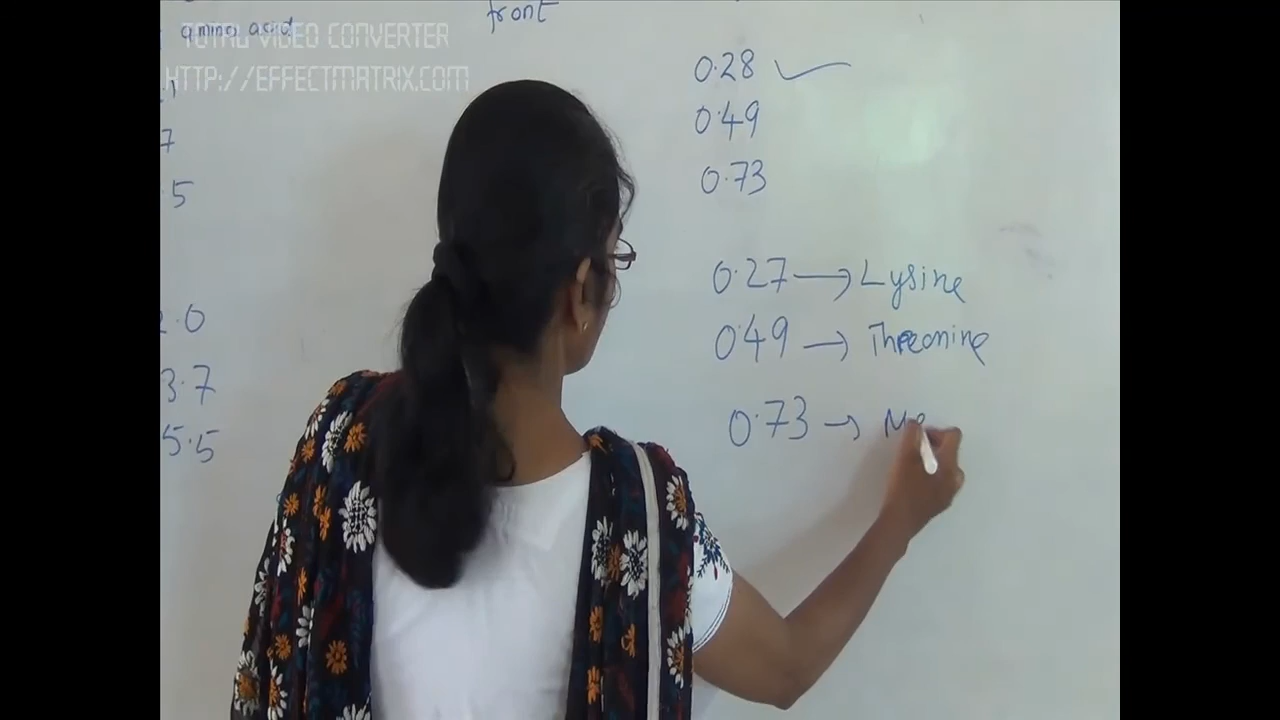 amino acid
front
TOTAL VIDEO CONVERTER
HTTP://EFFECTMATRIX.COM
0.28
7
0.49
.5
0.73
0.27 → Lysine
2.0
0.49 → Threonine
3.7
0.73 → Me
5.5